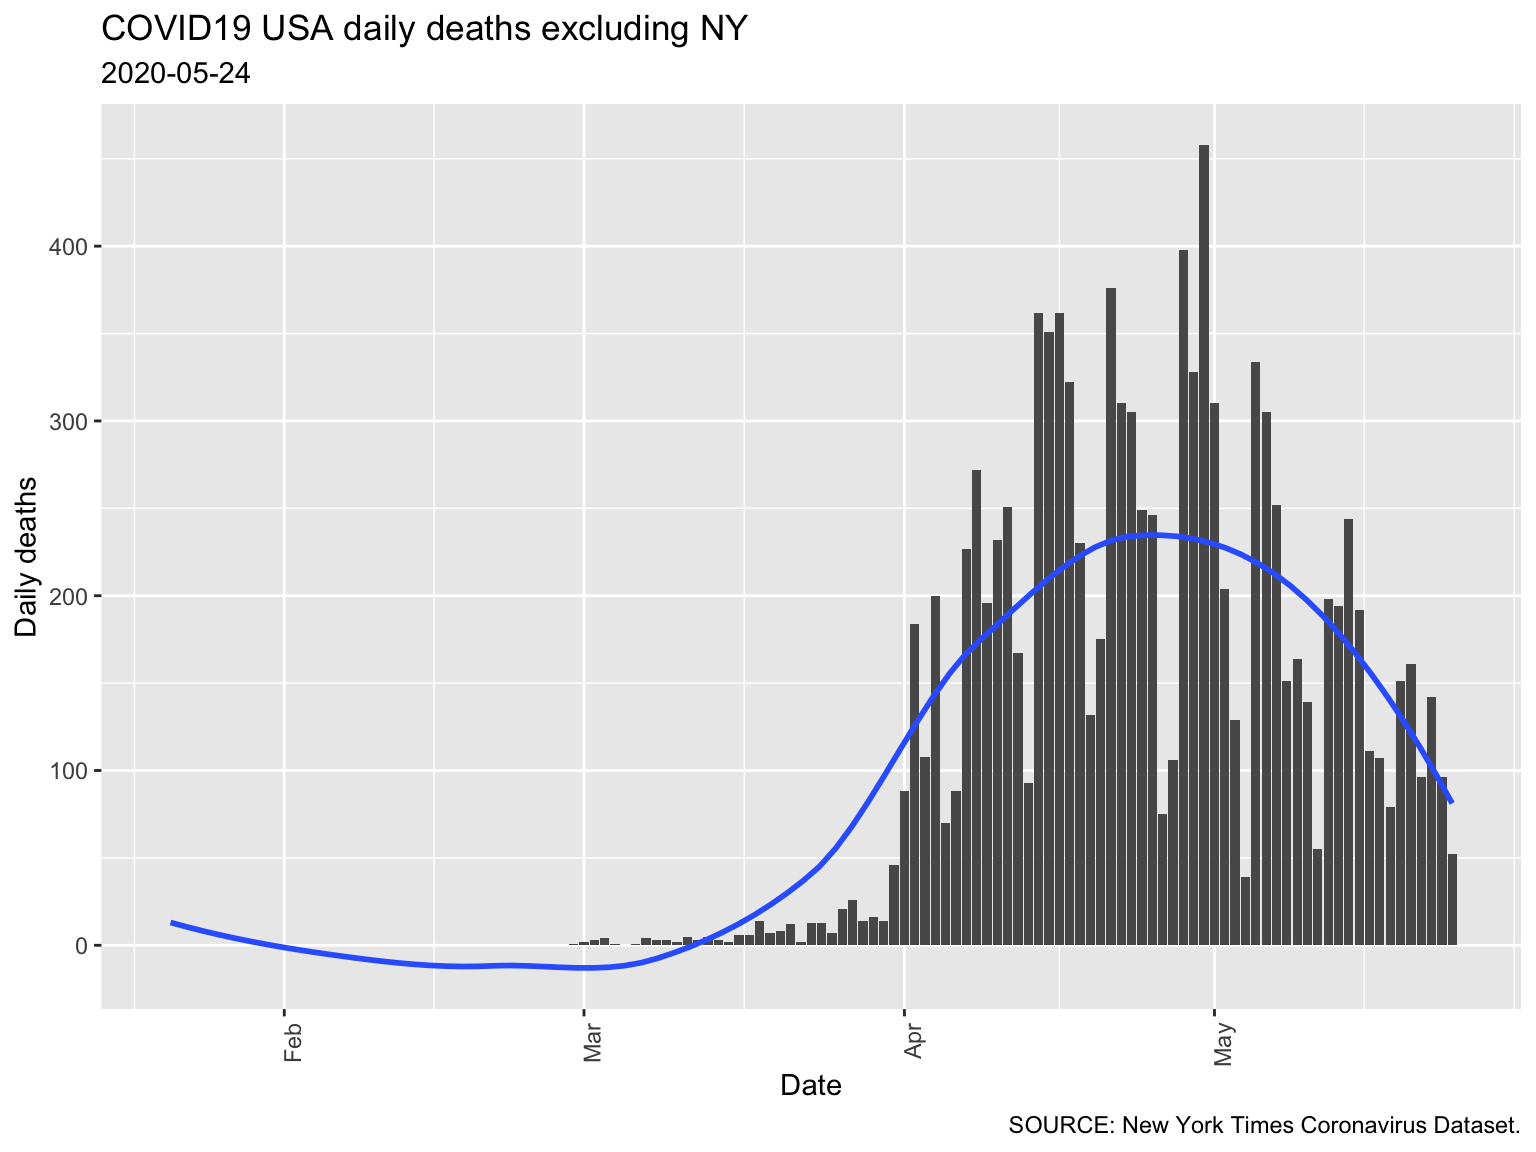 COVID19 USA daily deaths excluding NY
2020-05-24
Daily deaths
400
300
200
100
0
Feb
Mar
Apr
May
Date
SOURCE: New York Times Coronavirus Dataset.